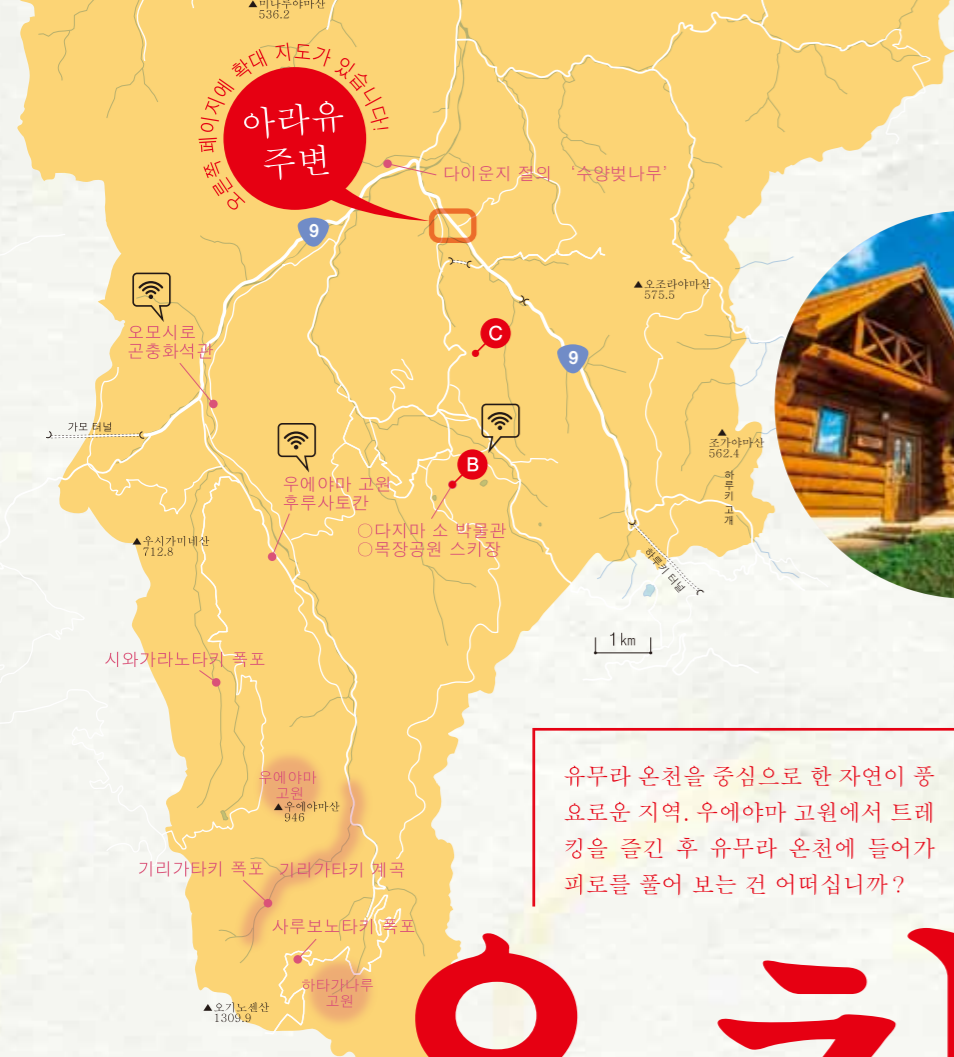 ▲미나루야마산
536.2
오른쪽 페이지에 확대 지도가 있습니다!
아라유
주변
다이운지 절의 ‘수양벚나무’
9
▲오조라야마산
575.5
오모시로
곤충화석관
C
9
가모 터널
▲
조가야마산
562.4
하루키 고개
B
우에야마 고원
후루사토칸
○다지마 소 박물관
○목장공원 스키장
▲우시가미네산
712.8
하루키 터널
1km
시와가라노타키 폭포
우에야마
고원
▲우에야마산
946
유무라 온천을 중심으로 한 자연이 풍
요로운 지역. 우에야마 고원에서 트레
킹을 즐긴 후 유무라 온천에 들어가
피로를 풀어 보는 건 어떠십니까?
기리가타키 폭포
기리가타키 계곡
사루보노타키 폭포
하타가나루
고원
▲오기노센산
1309.9